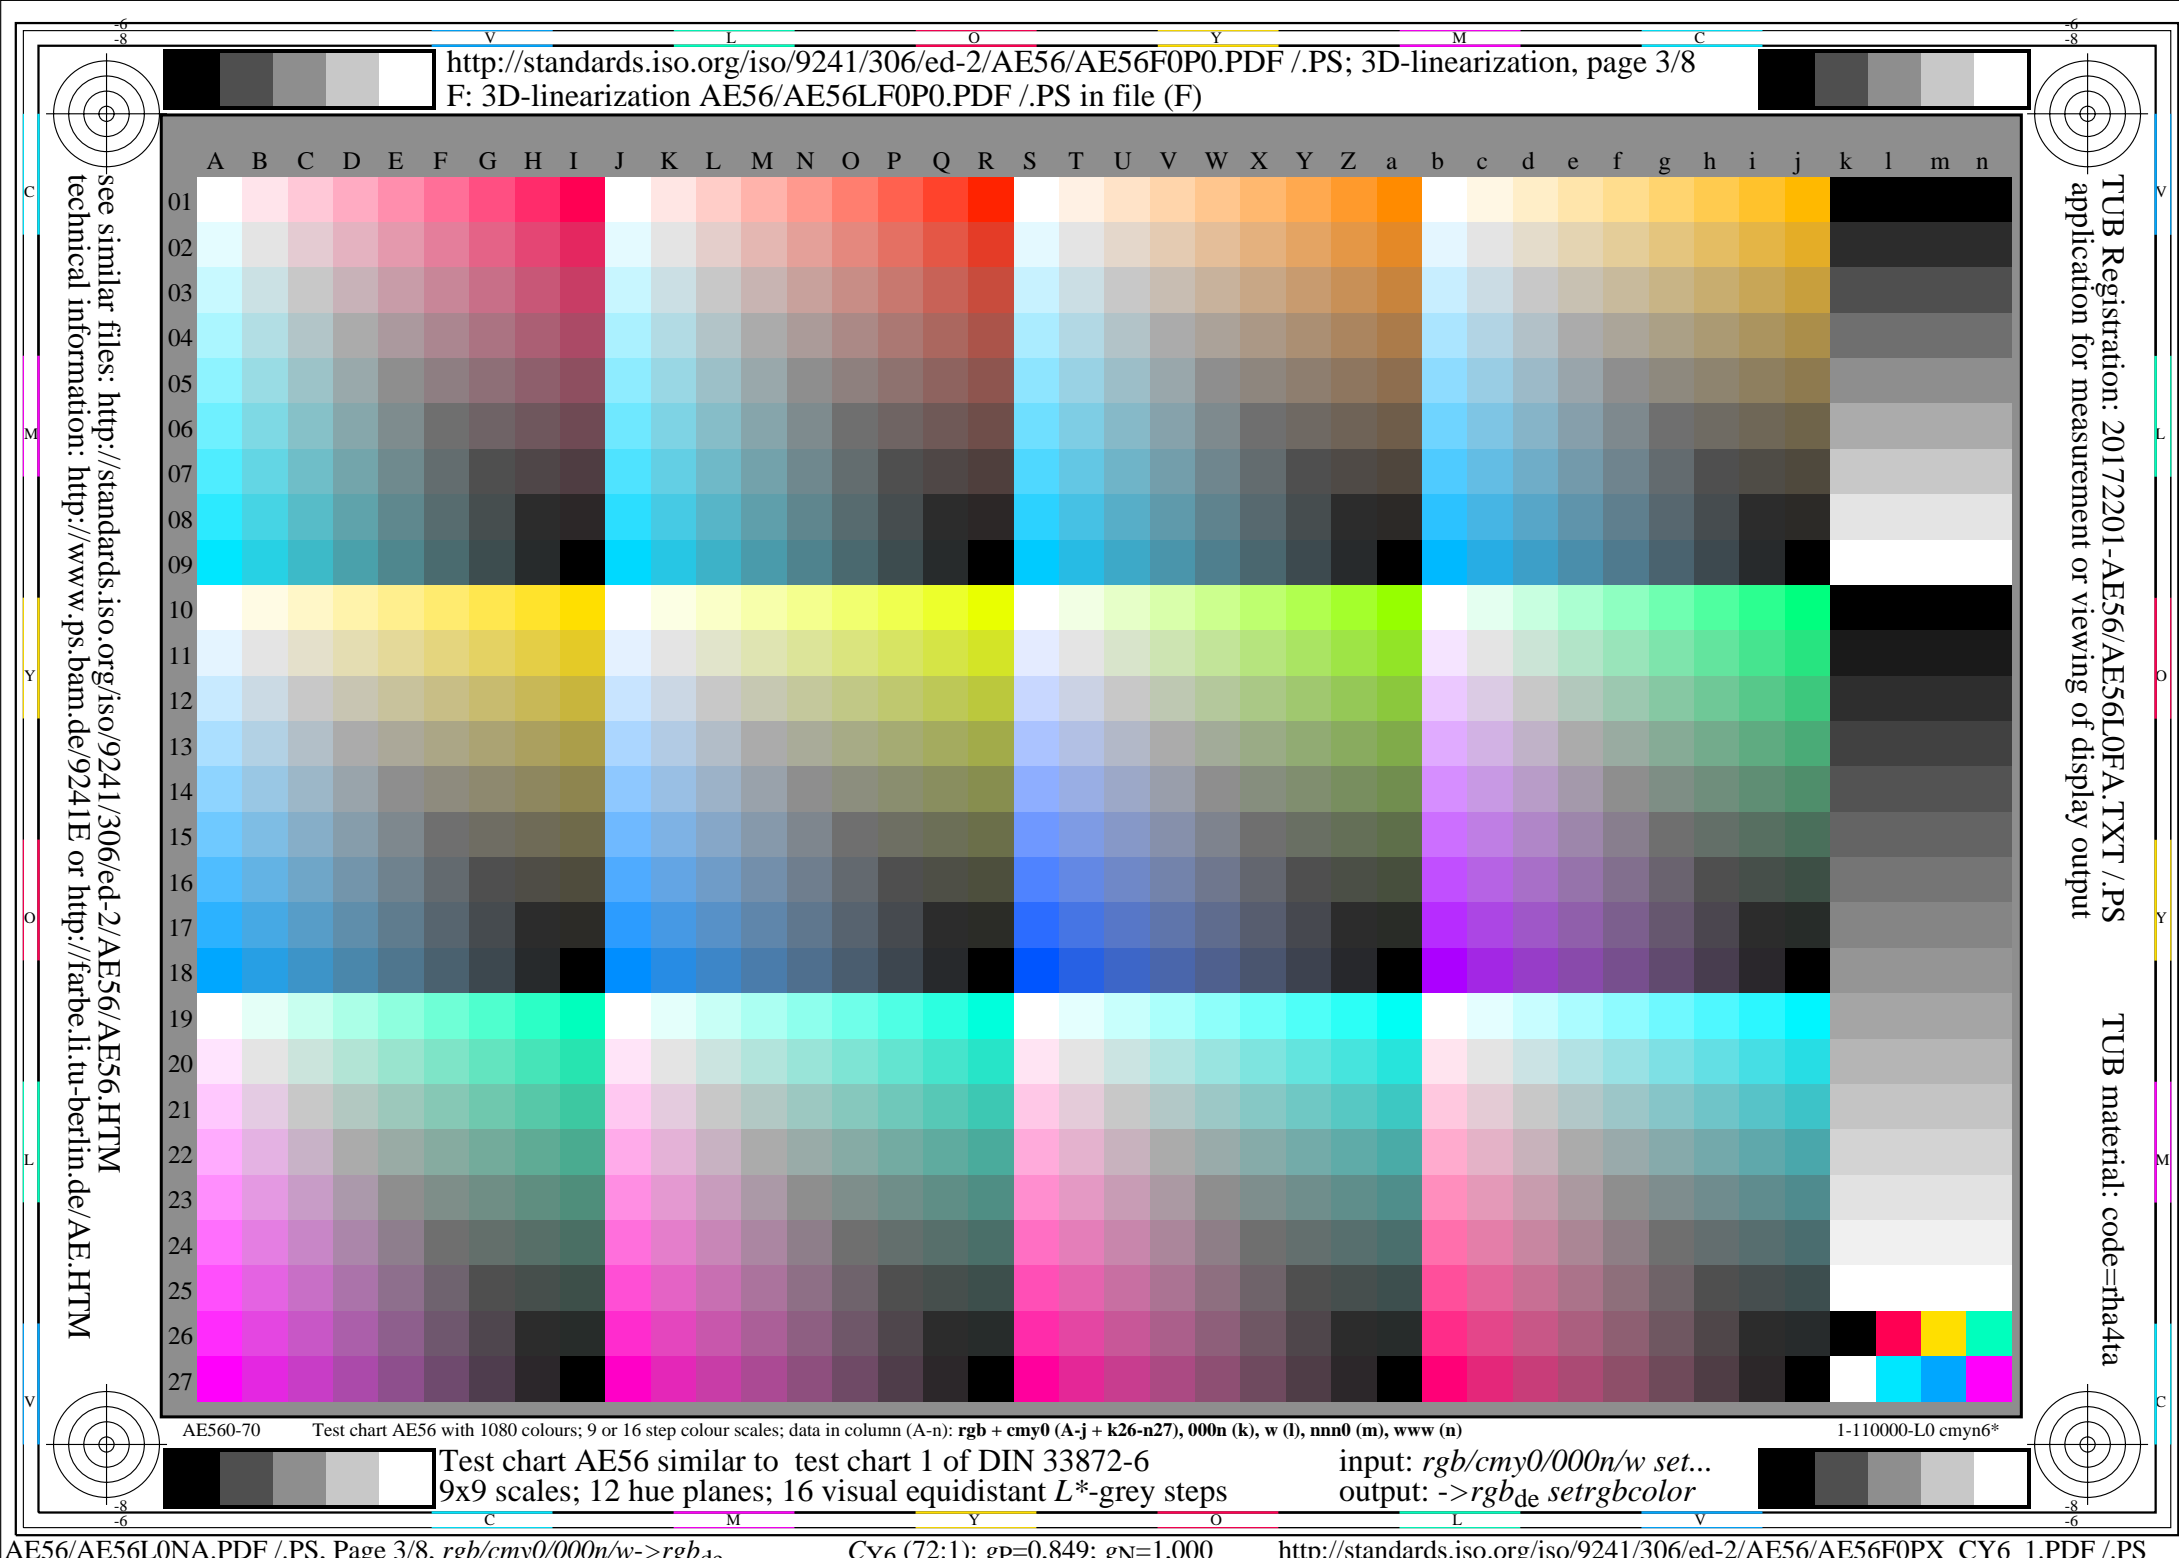 -6 -6
-8 -8
V L O Y M C
http://standards.iso.org/iso/9241/306/ed-2/AE56/AE56F0P0.PDF /.PS; 3D-linearization, page 3/8
F: 3D-linearization AE56/AE56LF0P0.PDF /.PS in file (F)
A B C D E F G H I J K L M N O P Q R S T U V W X Y Z a b c d e f g h i j k l m n
01
02
03
04
05
06
07
08
09
10
11
12
13
14
15
16
17
18
19
20
21
22
23
24
25
26
27
see similar files: http://standards.iso.org/iso/9241/306/ed-2/AE56/AE56.HTM
technical information: http://www.ps.bam.de/9241E or http://farbe.li.tu-berlin.de/AE.HTM
TUB Registration: 20172201-AE56/AE56L0FA.TXT /.PS TUB material: code=rha4ta
application for measurement or viewing of display output
C
M
Y
O
L
V
V
L
O
Y
M
C
AE560-70 Test chart AE56 with 1080 colours; 9 or 16 step colour scales; data in column (A-n): rgb + cmy0 (A-j + k26-n27), 000n (k), w (l), nnn0 (m), www (n) 1-110000-L0 cmyn6*
Test chart AE56 similar to test chart 1 of DIN 33872-6 input: rgb/cmy0/000n/w set...
9x9 scales; 12 hue planes; 16 visual equidistant L*-grey steps output: ->rgbde setrgbcolor
-8 -8
-6 -6
C M Y O L V
AE56/AE56L0NA.PDF /.PS, Page 3/8, rgb/cmy0/000n/w->rgbde CY6 (72:1); gP=0.849; gN=1.000 http://standards.iso.org/iso/9241/306/ed-2/AE56/AE56F0PX_CY6_1.PDF /.PS